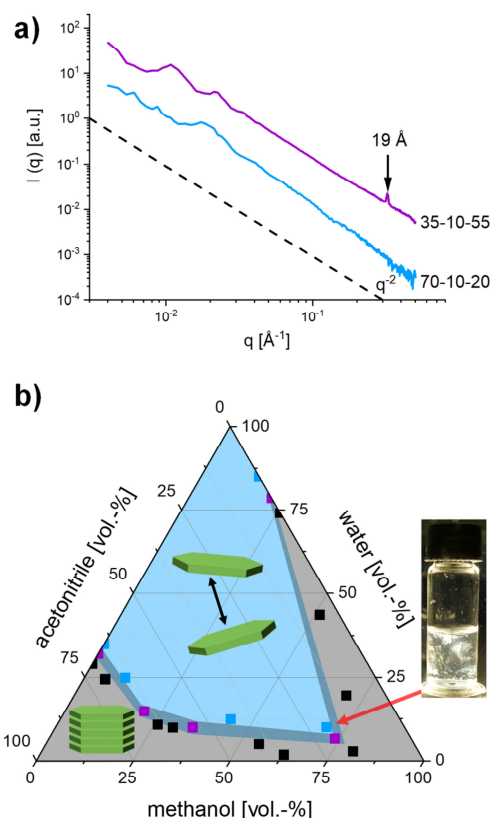 a)
10²
10¹
10⁰
10⁻¹
10⁻²
10⁻³
10⁻⁴
I (q) [a.u.]
19 Å
35-10-55
70-10-20
q⁻²
10⁻²
10⁻¹
q [Å⁻¹]
b)
0
100
25
75
50
50
75
25
100
0
0
25
50
75
100
acetonitrile [vol.-%]
water [vol.-%]
methanol [vol.-%]